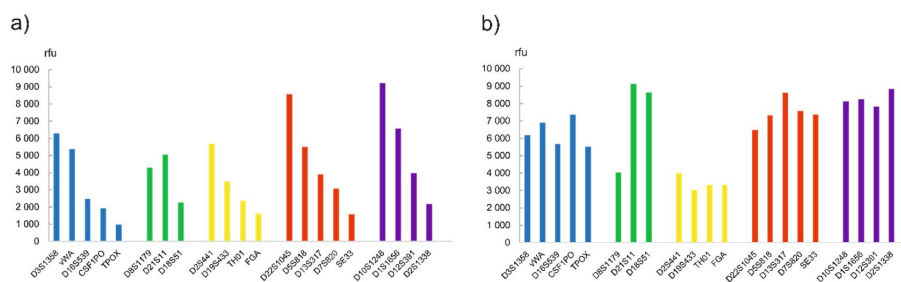 a)
rfu
10 000
9 000
8 000
7 000
6 000
5 000
4 000
3 000
2 000
1 000
0
D3S1358
vWA
D16S539
CSF1PO
TPOX
D8S1179
D21S11
D18S51
D2S441
D19S433
TH01
FGA
D22S1045
D5S818
D13S317
D7S820
SE33
D10S1248
D1S1656
D12S391
D2S1338
b)
rfu
10 000
9 000
8 000
7 000
6 000
5 000
4 000
3 000
2 000
1 000
0
D3S1358
vWA
D16S539
CSF1PO
TPOX
D8S1179
D21S11
D16S51
D2S441
D19S433
TH01
FGA
D22S1045
D5S818
D13S317
D7S820
SE33
D10S1248
D1S1656
D12S391
D2S1338